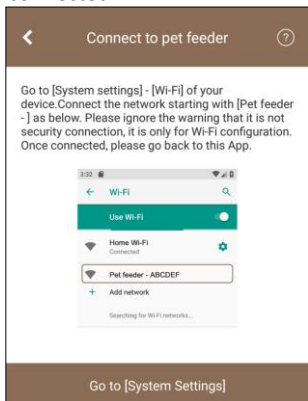 Connect to pet feeder
?
Go to [System settings] - [Wi-Fi] of your
device.Connect the network starting with [Pet feeder
- ] as below. Please ignore the warning that it is not
security connection, it is only for Wi-Fi configuration.
Once connected, please go back to this App.
3:32
Wi-Fi
Use Wi-Fi
Home Wi-Fi
Connected
Pet feeder - ABCDEF
Add network
Searching for Wi-Fi networks...
Go to [System Settings]